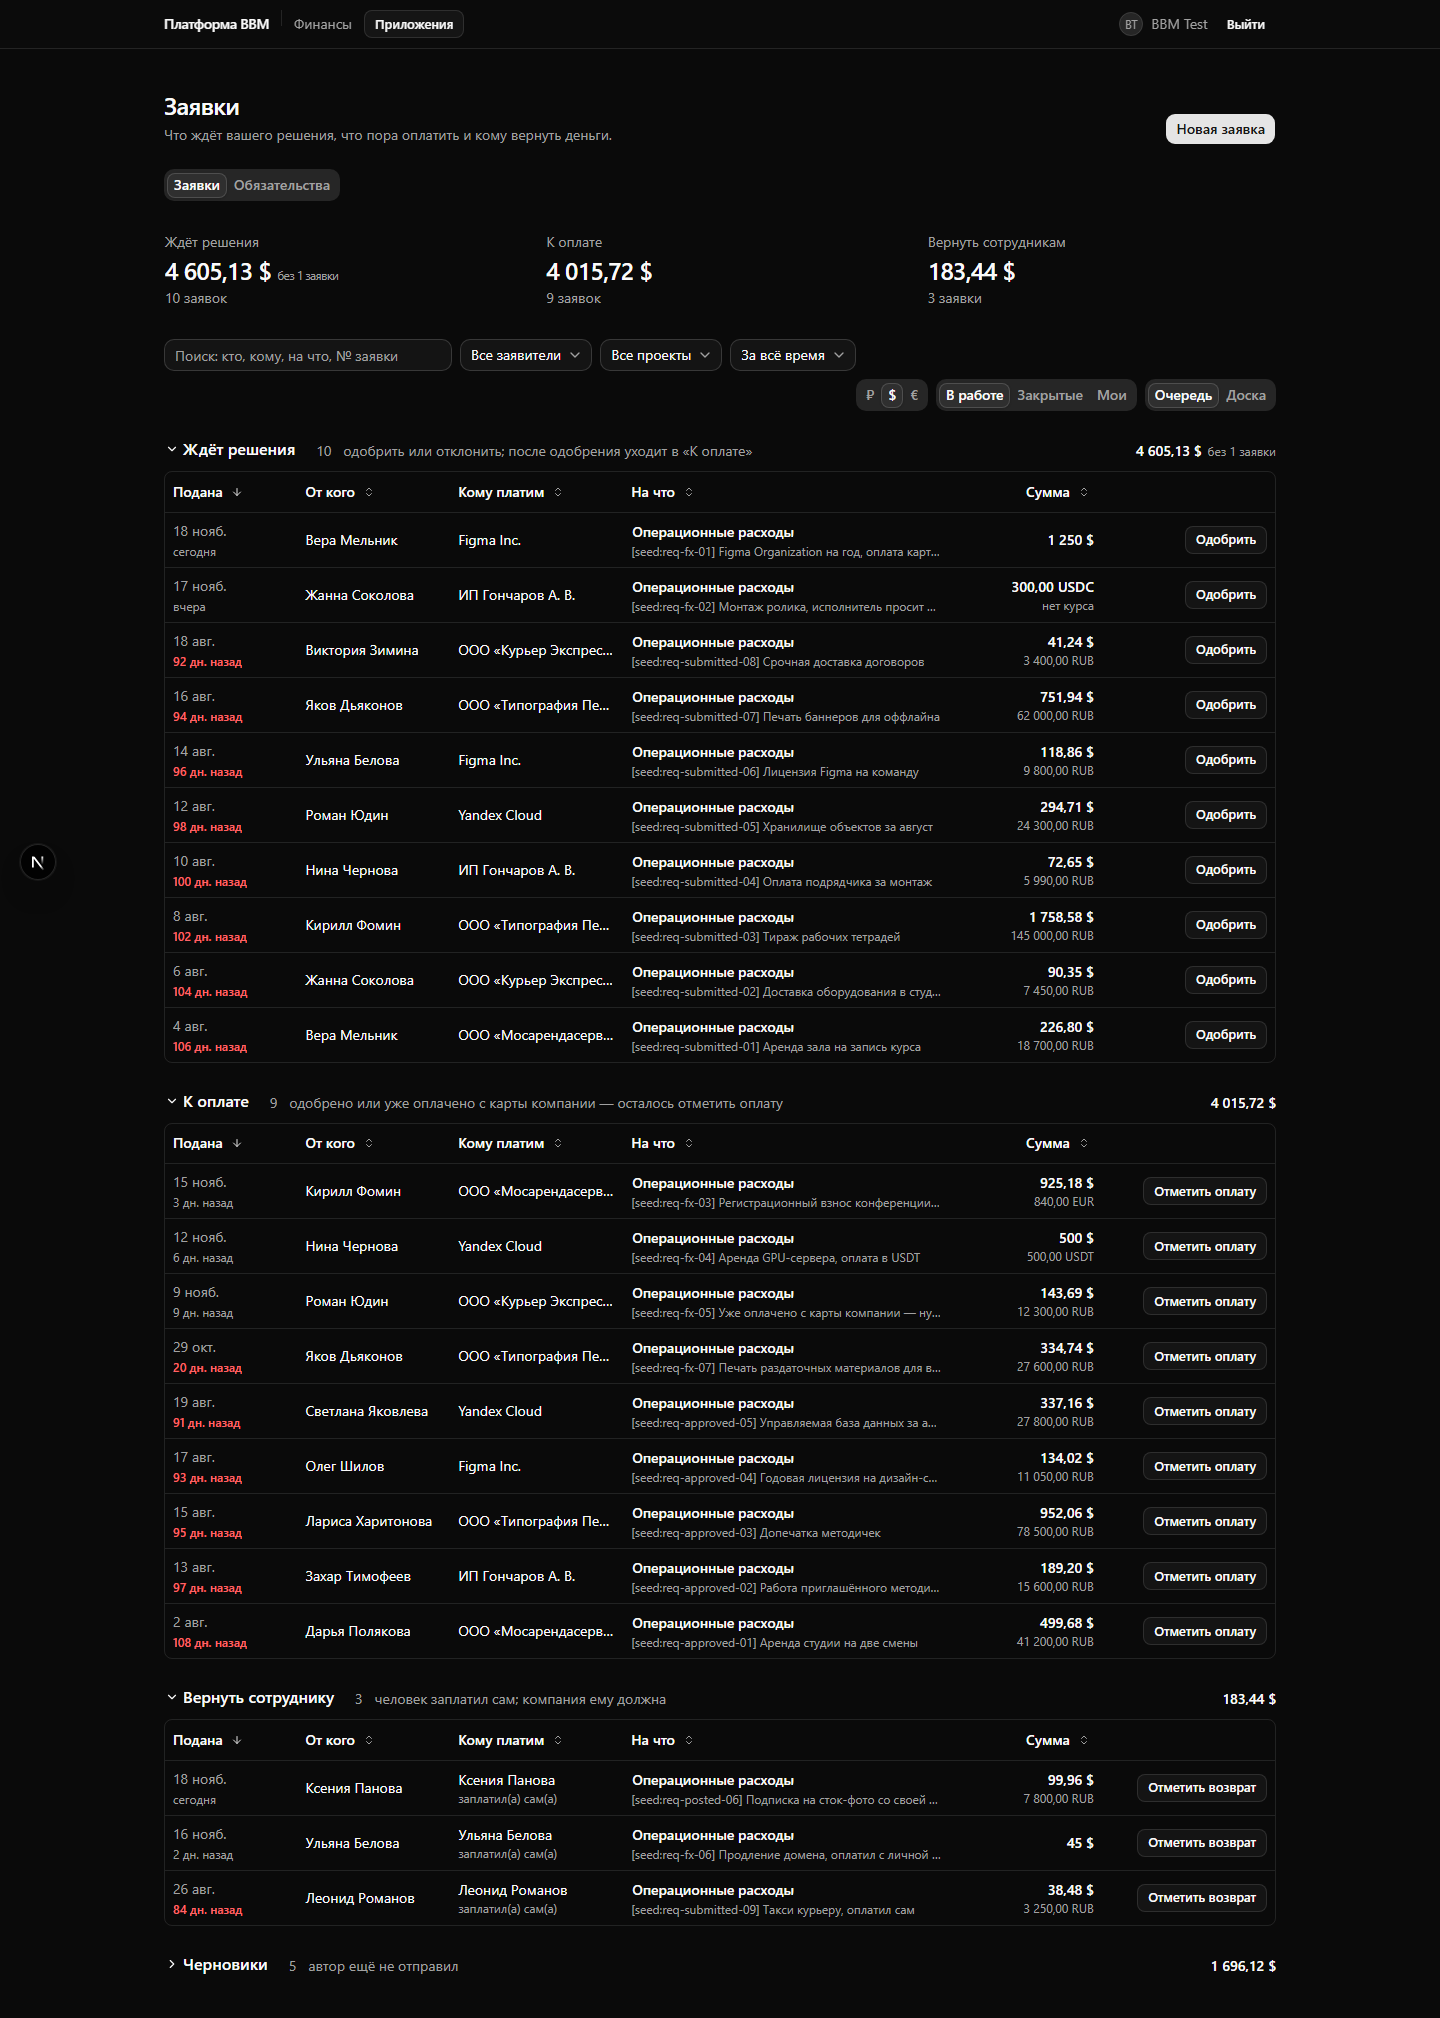 Платформа BBM Финансы Приложения BT BBM Test Выйти
Заявки
Что ждёт вашего решения, что пора оплатить и кому вернуть деньги.
Новая заявка
Заявки Обязательства
Ждёт решения К оплате Вернуть сотрудникам
4 605,13 $ без 1 заявки 4 015,72 $ 183,44 $
10 заявок 9 заявок 3 заявки
Поиск: кто, кому, на что, № заявки Все заявители Все проекты За всё время
₽ $ € В работе Закрытые Мои Очередь Доска
Ждёт решения 10 одобрить или отклонить; после одобрения уходит в «К оплате» 4 605,13 $ без 1 заявки
Подана От кого Кому платим На что Сумма
18 нояб. Вера Мельник Figma Inc. Операционные расходы 1 250 $ Одобрить
сегодня [seed:req-fx-01] Figma Organization на год, оплата карт...
17 нояб. Жанна Соколова ИП Гончаров А. В. Операционные расходы 300,00 USDC Одобрить
вчера [seed:req-fx-02] Монтаж ролика, исполнитель просит ... нет курса
18 авг. Виктория Зимина ООО «Курьер Экспрес... Операционные расходы 41,24 $ Одобрить
92 дн. назад [seed:req-submitted-08] Срочная доставка договоров 3 400,00 RUB
16 авг. Яков Дьяконов ООО «Типография Пе... Операционные расходы 751,94 $ Одобрить
94 дн. назад [seed:req-submitted-07] Печать баннеров для оффлайна 62 000,00 RUB
14 авг. Ульяна Белова Figma Inc. Операционные расходы 118,86 $ Одобрить
96 дн. назад [seed:req-submitted-06] Лицензия Figma на команду 9 800,00 RUB
12 авг. Роман Юдин Yandex Cloud Операционные расходы 294,71 $ Одобрить
98 дн. назад [seed:req-submitted-05] Хранилище объектов за август 24 300,00 RUB
10 авг. Нина Чернова ИП Гончаров А. В. Операционные расходы 72,65 $ Одобрить
100 дн. назад [seed:req-submitted-04] Оплата подрядчика за монтаж 5 990,00 RUB
8 авг. Кирилл Фомин ООО «Типография Пе... Операционные расходы 1 758,58 $ Одобрить
102 дн. назад [seed:req-submitted-03] Тираж рабочих тетрадей 145 000,00 RUB
6 авг. Жанна Соколова ООО «Курьер Экспрес... Операционные расходы 90,35 $ Одобрить
104 дн. назад [seed:req-submitted-02] Доставка оборудования в студ... 7 450,00 RUB
4 авг. Вера Мельник ООО «Мосарендасерв... Операционные расходы 226,80 $ Одобрить
106 дн. назад [seed:req-submitted-01] Аренда зала на запись курса 18 700,00 RUB
К оплате 9 одобрено или уже оплачено с карты компании — осталось отметить оплату 4 015,72 $
Подана От кого Кому платим На что Сумма
15 нояб. Кирилл Фомин ООО «Мосарендасерв... Операционные расходы 925,18 $ Отметить оплату
3 дн. назад [seed:req-fx-03] Регистрационный взнос конференции... 840,00 EUR
12 нояб. Нина Чернова Yandex Cloud Операционные расходы 500 $ Отметить оплату
6 дн. назад [seed:req-fx-04] Аренда GPU-сервера, оплата в USDT 500,00 USDT
9 нояб. Роман Юдин ООО «Курьер Экспрес... Операционные расходы 143,69 $ Отметить оплату
9 дн. назад [seed:req-fx-05] Уже оплачено с карты компании — ну... 12 300,00 RUB
29 окт. Яков Дьяконов ООО «Типография Пе... Операционные расходы 334,74 $ Отметить оплату
20 дн. назад [seed:req-fx-07] Печать раздаточных материалов для в... 27 600,00 RUB
19 авг. Светлана Яковлева Yandex Cloud Операционные расходы 337,16 $ Отметить оплату
91 дн. назад [seed:req-approved-05] Управляемая база данных за а... 27 800,00 RUB
17 авг. Олег Шилов Figma Inc. Операционные расходы 134,02 $ Отметить оплату
93 дн. назад [seed:req-approved-04] Годовая лицензия на дизайн-с... 11 050,00 RUB
15 авг. Лариса Харитонова ООО «Типография Пе... Операционные расходы 952,06 $ Отметить оплату
95 дн. назад [seed:req-approved-03] Допечатка методичек 78 500,00 RUB
13 авг. Захар Тимофеев ИП Гончаров А. В. Операционные расходы 189,20 $ Отметить оплату
97 дн. назад [seed:req-approved-02] Работа приглашённого методи... 15 600,00 RUB
2 авг. Дарья Полякова ООО «Мосарендасерв... Операционные расходы 499,68 $ Отметить оплату
108 дн. назад [seed:req-approved-01] Аренда студии на две смены 41 200,00 RUB
Вернуть сотруднику 3 человек заплатил сам; компания ему должна 183,44 $
Подана От кого Кому платим На что Сумма
18 нояб. Ксения Панова Ксения Панова Операционные расходы 99,96 $ Отметить возврат
сегодня заплатил(а) сам(а) [seed:req-posted-06] Подписка на сток-фото со своей ... 7 800,00 RUB
16 нояб. Ульяна Белова Ульяна Белова Операционные расходы 45 $ Отметить возврат
2 дн. назад заплатил(а) сам(а) [seed:req-fx-06] Продление домена, оплатил с личной ...
26 авг. Леонид Романов Леонид Романов Операционные расходы 38,48 $ Отметить возврат
84 дн. назад заплатил(а) сам(а) [seed:req-submitted-09] Такси курьеру, оплатил сам 3 250,00 RUB
Черновики 5 автор ещё не отправил 1 696,12 $